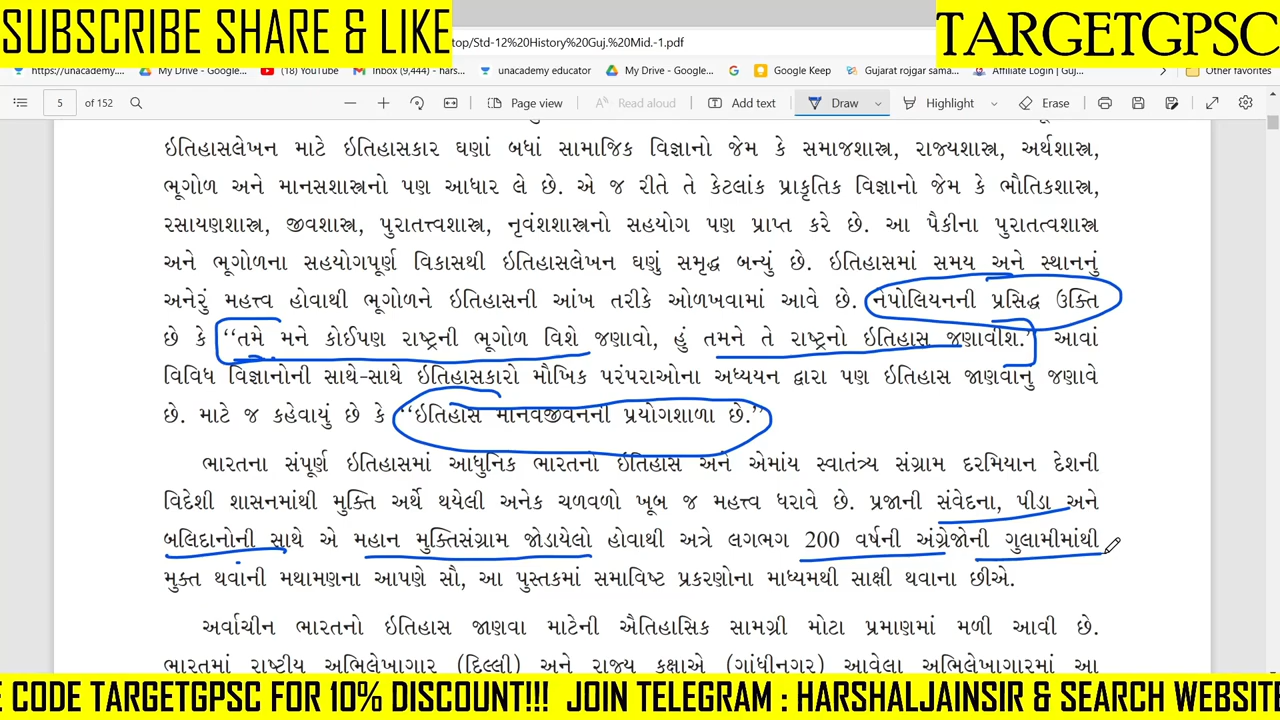 SUBSCRIBE SHARE & LIKE
TARGETGPSC
top/Std-12%20History%20Guj.%20Mid.-1.pdf
https://unacademy... My Drive - Google... (18) YouTube Inbox (9,444) - hars... unacademy educator My Drive - Google... Google Keep Gujarat rojgar sama... Affiliate Login | Guj... Other favorites
5 of 152 Page view Read aloud Add text Draw Highlight Erase
ઇતિહાસલેખન માટે ઇતિહાસકાર ઘણાં બધાં સામાજિક વિજ્ઞાનો જેમ કે સમાજશાસ્ત્ર, રાજ્યશાસ્ત્ર, અર્થશાસ્ત્ર,
ભૂગોળ અને માનસશાસ્ત્રનો પણ આધાર લે છે. એ જ રીતે તે કેટલાંક પ્રાકૃતિક વિજ્ઞાનો જેમ કે ભૌતિકશાસ્ત્ર,
રસાયણશાસ્ત્ર, જીવશાસ્ત્ર, પુરાતત્ત્વશાસ્ત્ર, નૃવંશશાસ્ત્રનો સહયોગ પણ પ્રાપ્ત કરે છે. આ પૈકીના પુરાતત્વશાસ્ત્ર
અને ભૂગોળના સહયોગપૂર્ણ વિકાસથી ઇતિહાસલેખન ઘણું સમૃદ્ધ બન્યું છે. ઇતિહાસમાં સમય અને સ્થાનનું
અનેરું મહત્ત્વ હોવાથી ભૂગોળને ઇતિહાસની આંખ તરીકે ઓળખવામાં આવે છે. નેપોલિયનની પ્રસિદ્ધ ઉક્તિ
છે કે ‘‘તમે મને કોઈપણ રાષ્ટ્રની ભૂગોળ વિશે જણાવો, હું તમને તે રાષ્ટ્રનો ઇતિહાસ જણાવીશ.’’ આવાં
વિવિધ વિજ્ઞાનોની સાથે-સાથે ઇતિહાસકારો મૌખિક પરંપરાઓના અધ્યયન દ્વારા પણ ઇતિહાસ જાણવાનું જણાવે
છે. માટે જ કહેવાયું છે કે ‘‘ઇતિહાસ માનવજીવનની પ્રયોગશાળા છે.’’
ભારતના સંપૂર્ણ ઇતિહાસમાં આધુનિક ભારતનો ઇતિહાસ અને એમાંય સ્વાતંત્ર્ય સંગ્રામ દરમિયાન દેશની
વિદેશી શાસનમાંથી મુક્તિ અર્થે થયેલી અનેક ચળવળો ખૂબ જ મહત્ત્વ ધરાવે છે. પ્રજાની સંવેદના, પીડા અને
બલિદાનોની સાથે એ મહાન મુક્તિસંગ્રામ જોડાયેલો હોવાથી અત્રે લગભગ 200 વર્ષની અંગ્રેજોની ગુલામીમાંથી
મુક્ત થવાની મથામણના આપણે સૌ, આ પુસ્તકમાં સમાવિષ્ટ પ્રકરણોના માધ્યમથી સાક્ષી થવાના છીએ.
અર્વાચીન ભારતનો ઇતિહાસ જાણવા માટેની ઐતિહાસિક સામગ્રી મોટા પ્રમાણમાં મળી આવી છે.
ભારતમાં રાષ્ટ્રીય અભિલેખાગાર (દિલ્લી) અને રાજ્ય કક્ષાએ (ગાંધીનગર) આવેલા અભિલેખાગારમાં આ
E CODE TARGETGPSC FOR 10% DISCOUNT!!! JOIN TELEGRAM : HARSHALJAINSIR & SEARCH WEBSITE